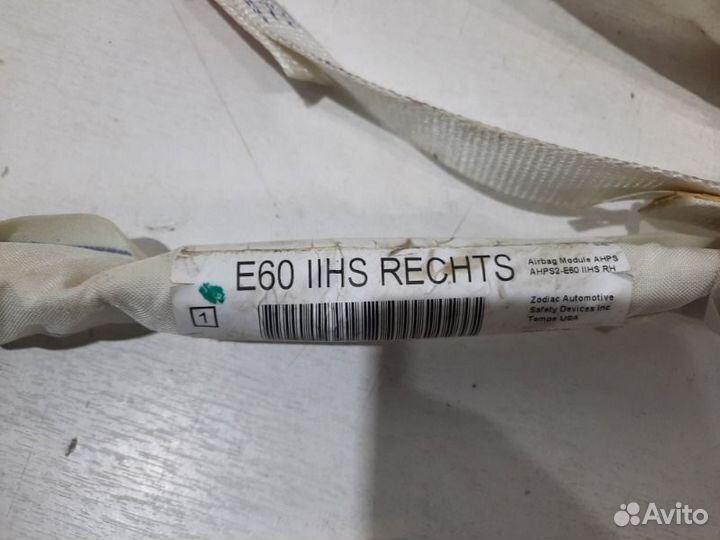 E60 IIHS RECHTS
Airbag Module AHPS
AHPS2-E60 IIHS RH
1
Zodiac Automotive
Safety Devices Inc.
Tempe USA
Avito